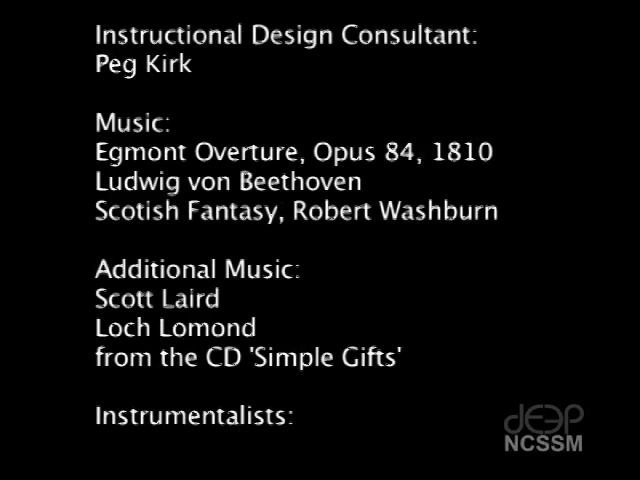 Instructional Design Consultant:
Peg Kirk
Music:
Egmont Overture, Opus 84, 1810
Ludwig von Beethoven
Scotish Fantasy, Robert Washburn
Additional Music:
Scott Laird
Loch Lomond
from the CD 'Simple Gifts'
Instrumentalists:
dEEP
NCSSM